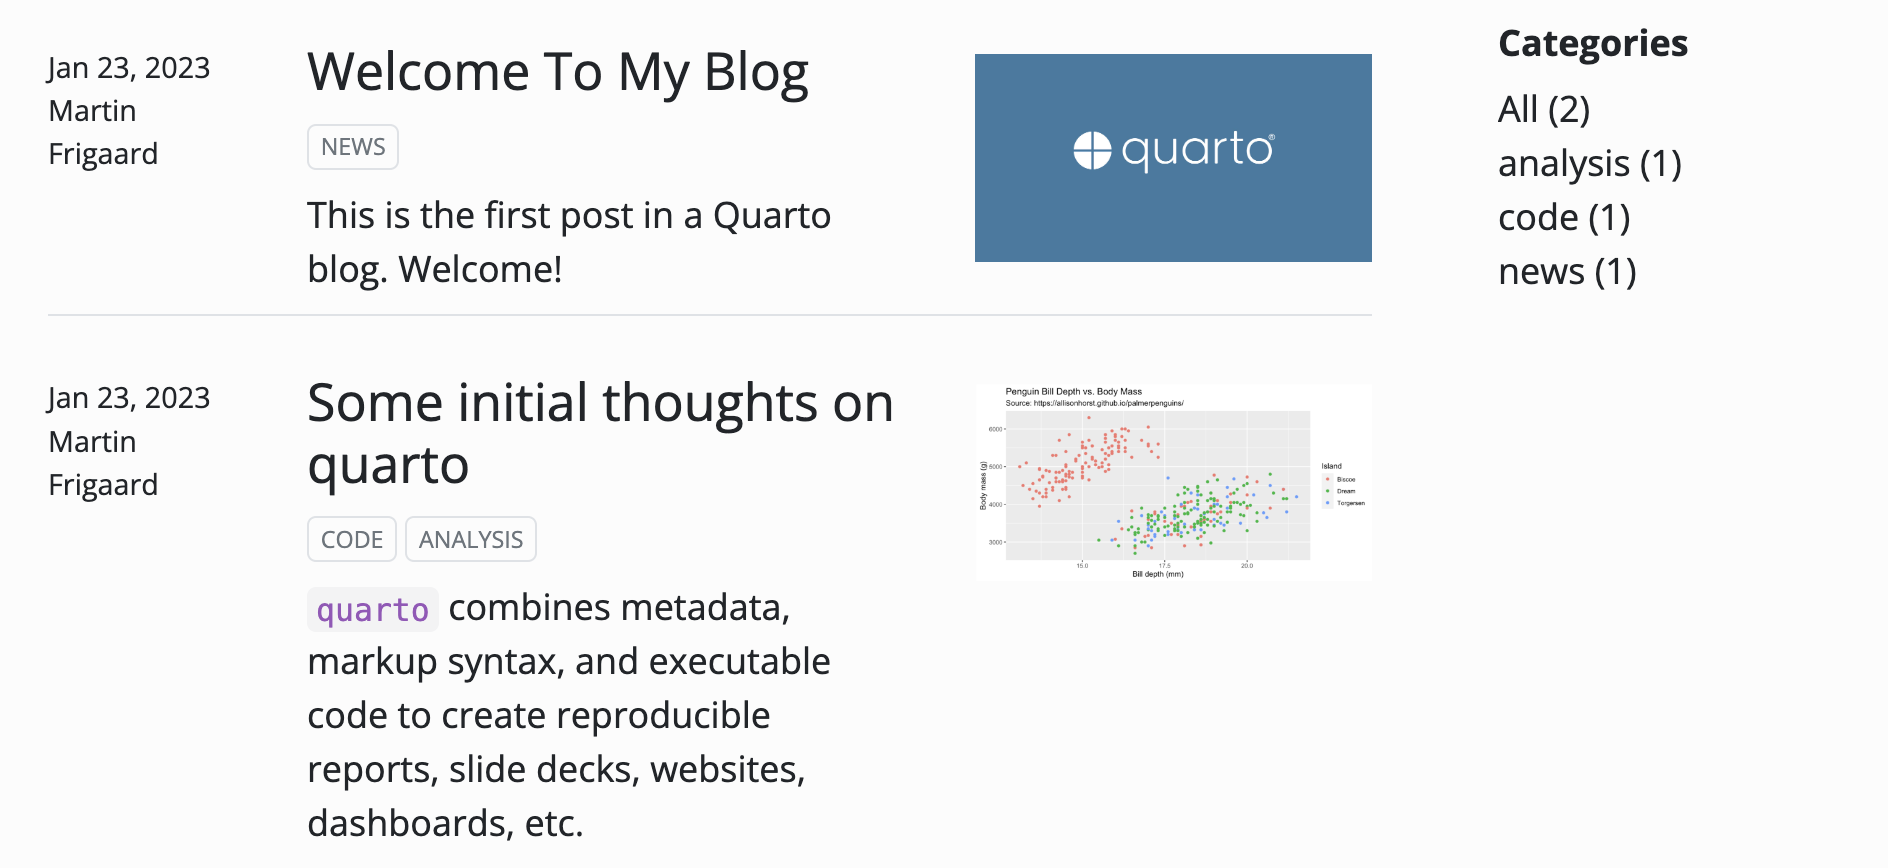 Jan 23, 2023
Martin
Frigaard
Welcome To My Blog
NEWS
This is the first post in a Quarto
blog. Welcome!
quarto®
Categories
All (2)
analysis (1)
code (1)
news (1)
Jan 23, 2023
Martin
Frigaard
Some initial thoughts on
quarto
CODE ANALYSIS
quarto combines metadata,
markup syntax, and executable
code to create reproducible
reports, slide decks, websites,
dashboards, etc.
Penguin Bill Depth vs. Body Mass
Source: https://allisonhorst.github.io/palmerpenguins/
Body mass (g)
6000
5000
4000
3000
15.0 17.5 20.0
Bill depth (mm)
Island
Biscoe
Dream
Torgersen